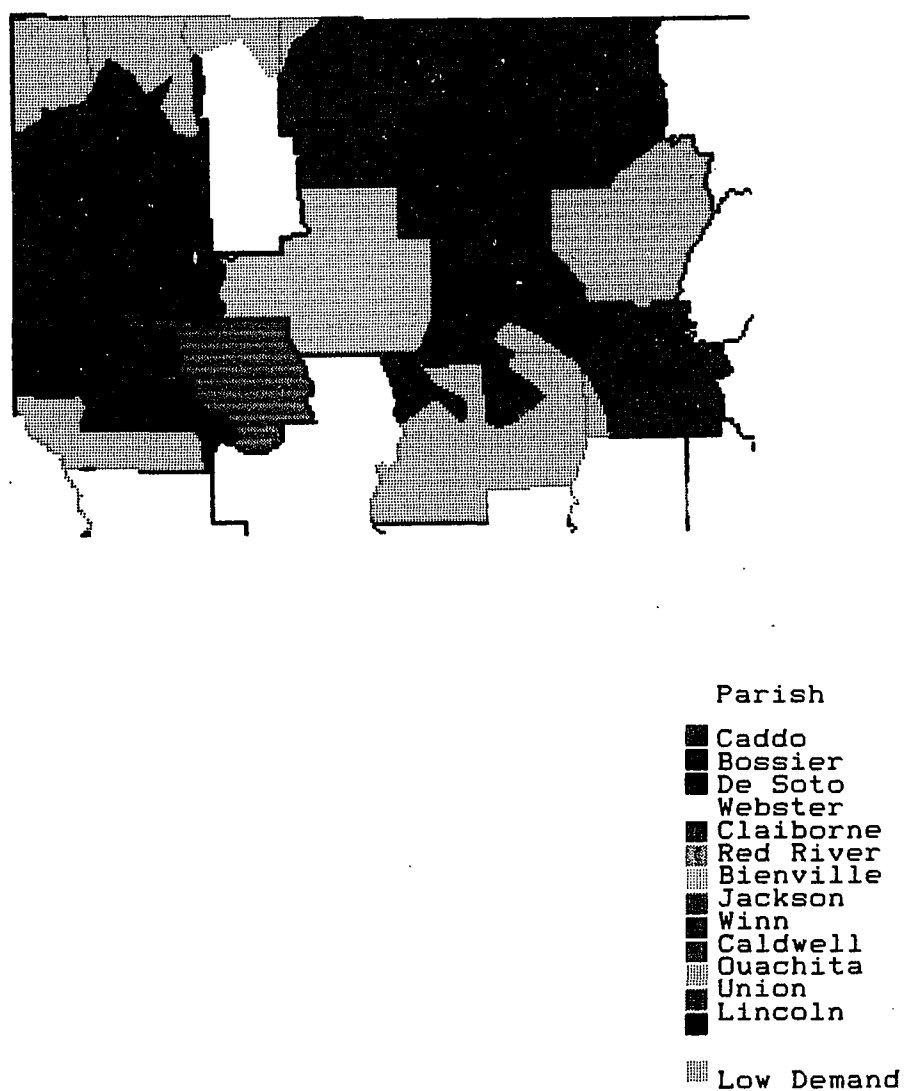 Parish
Caddo
Bossier
De Soto
Webster
Claiborne
Red River
Bienville
Jackson
Winn
Caldwell
Ouachita
Union
Lincoln
Low Demand